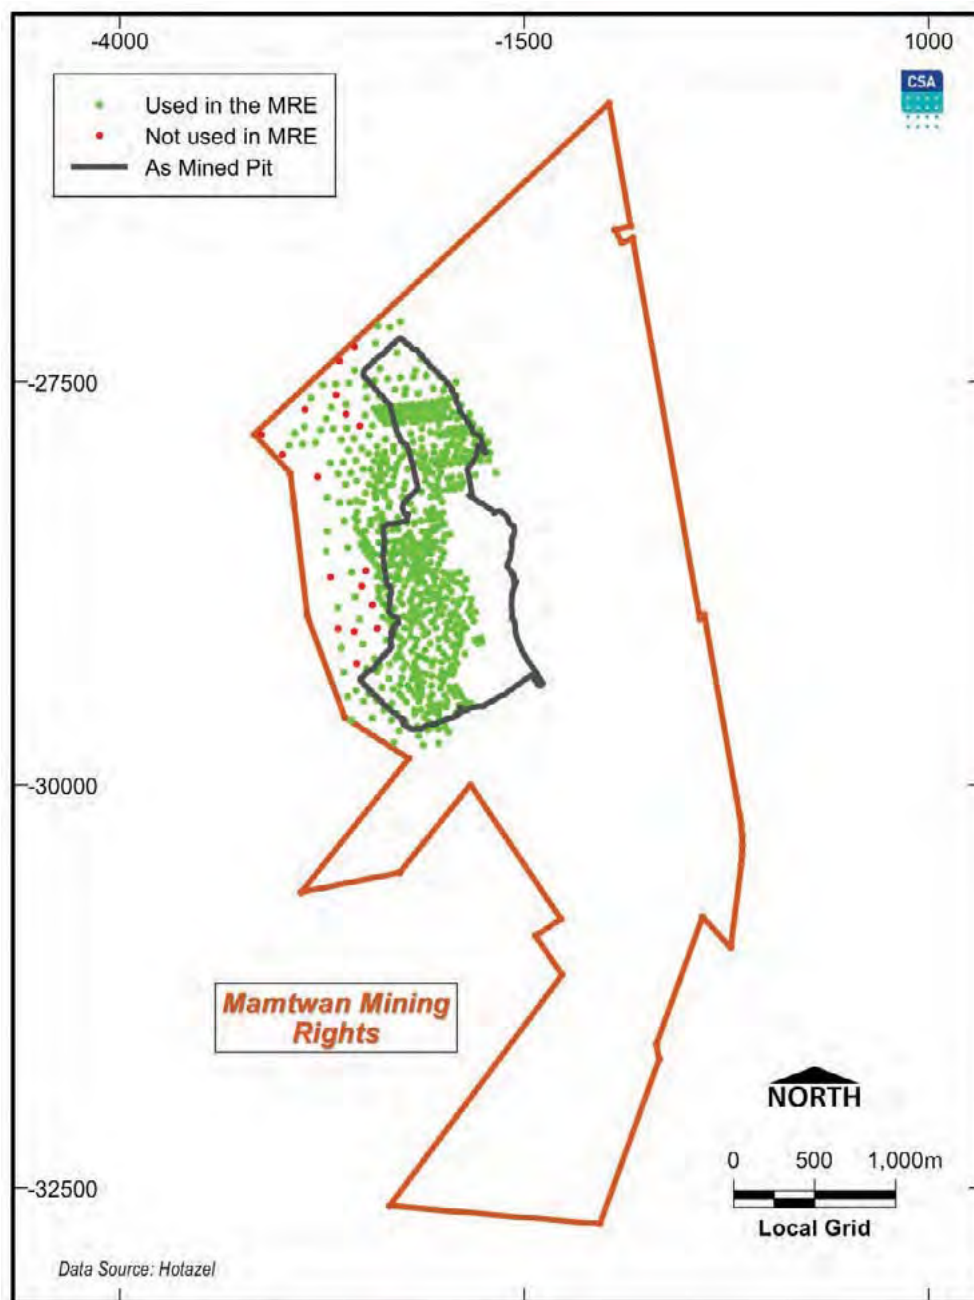 -4000
-1500
1000
Used in the MRE
Not used in MRE
As Mined Pit
CSA
-27500
-30000
Mamtwan Mining
Rights
NORTH
0 500 1,000m
-32500
Local Grid
Data Source: Hotazel